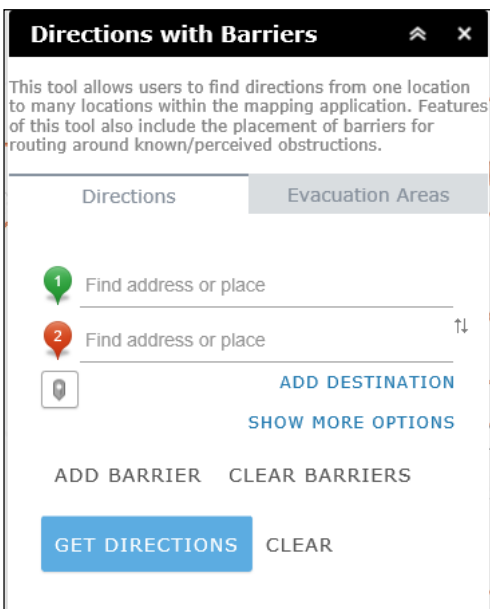 Directions with Barriers
This tool allows users to find directions from one location
to many locations within the mapping application. Features
of this tool also include the placement of barriers for
routing around known/perceived obstructions.
Directions
Evacuation Areas
1
Find address or place
2
Find address or place
ADD DESTINATION
SHOW MORE OPTIONS
ADD BARRIER
CLEAR BARRIERS
GET DIRECTIONS
CLEAR